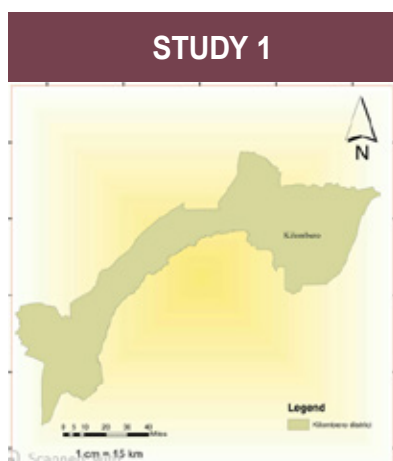 STUDY 1
N
Kilombero
Legend
Kilombero district
0 5 10 20 30 40
Miles
1 cm = 15 km